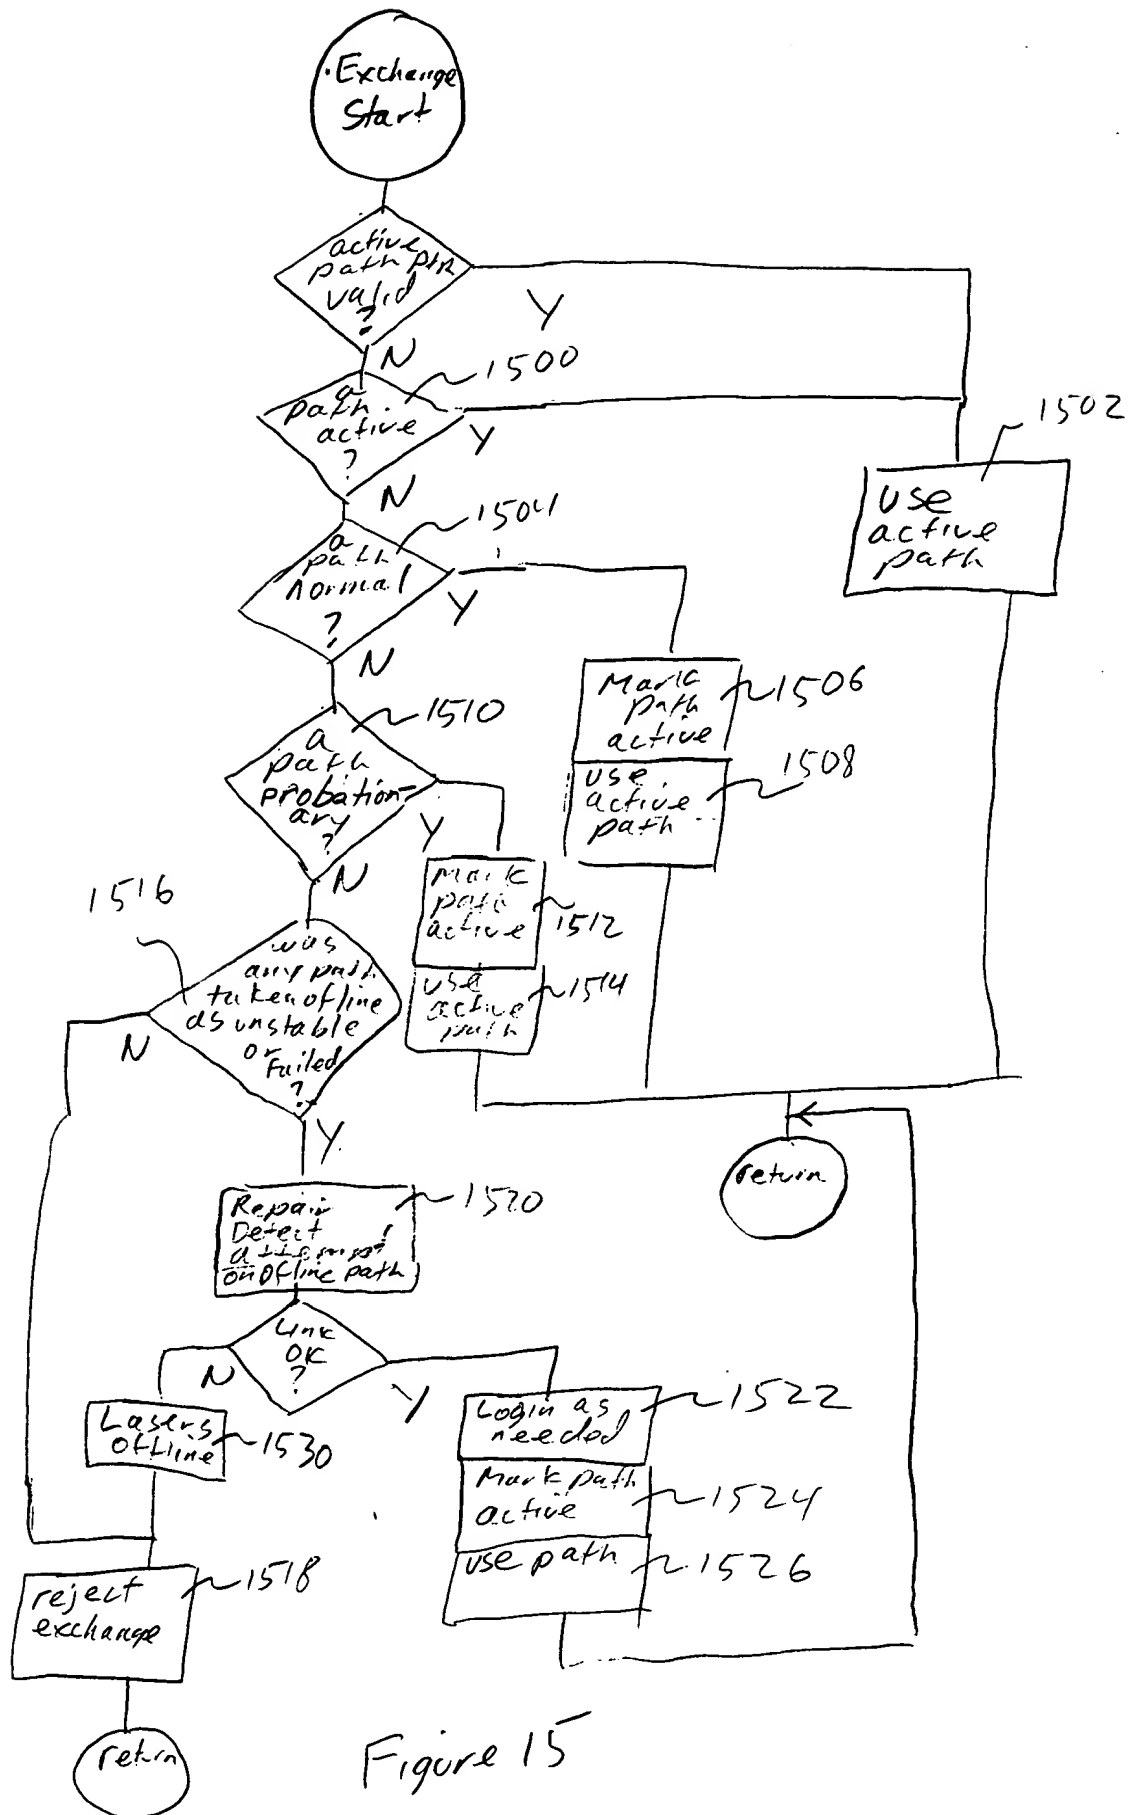 Exchange
Start
active
path ptr
valid
?
Y
N
1500
a
path
active
?
Y
N
1502
use
active
path
1504
a
path
normal
?
Y
N
Mark
path
active
1506
use
active
path
1508
1510
a
path
probation-
ary
?
Y
N
Mark
path
active
1512
use
active
path
1514
1516
was
any path
taken ofline
as unstable
or
Failed
?
N
Y
return
Repair
Detect
attempt
on ofline path
1520
Link
OK
?
N
Y
Lasers
offline
1530
Login as
needed
1522
Mark path
active
1524
use path
1526
reject
exchange
1518
return
Figure 15